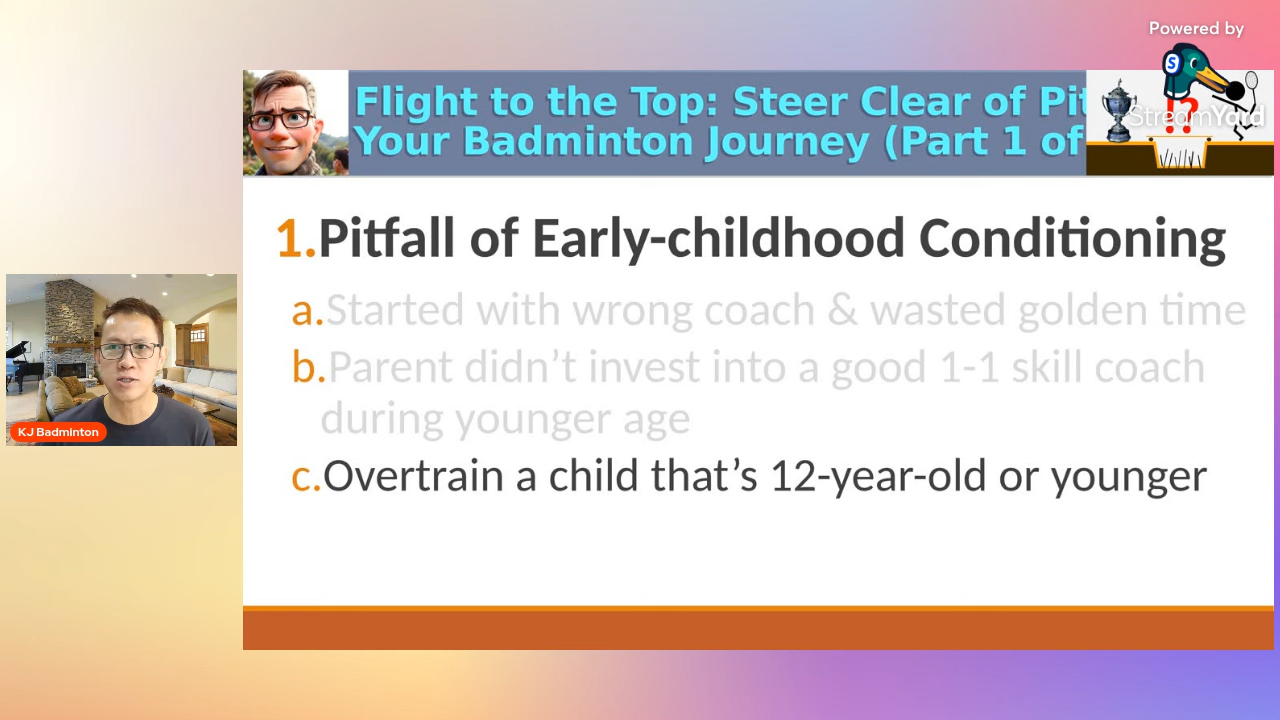 Powered by
StreamYard
Flight to the Top: Steer Clear of Pit
Your Badminton Journey (Part 1 of
!?
1.Pitfall of Early-childhood Conditioning
a.Started with wrong coach & wasted golden time
b.Parent didn’t invest into a good 1-1 skill coach
during younger age
c.Overtrain a child that’s 12-year-old or younger
KJ Badminton